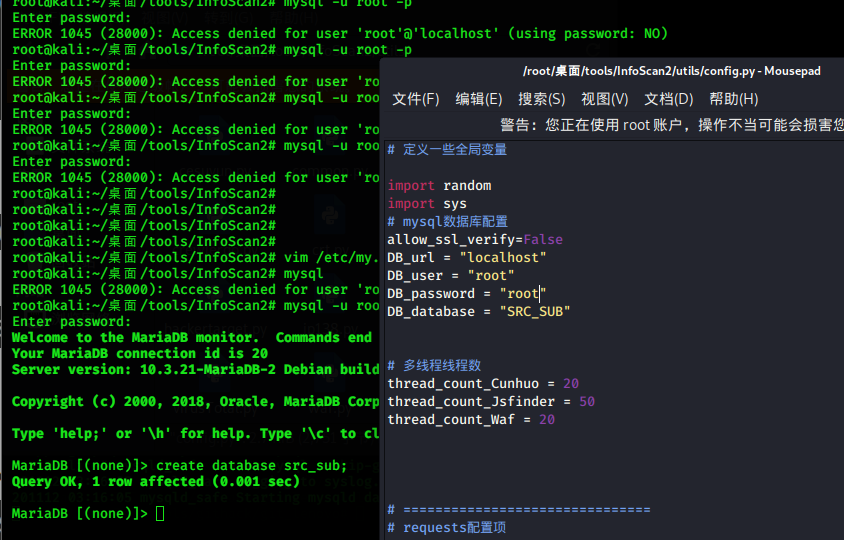 root@kali:~/桌面/tools/InfoScan2# mysql -u root -p
Enter password:
ERROR 1045 (28000): Access denied for user 'root'@'localhost' (using password: NO)
root@kali:~/桌面/tools/InfoScan2# mysql -u root -p
Enter password:
ERROR 1045 (28000): Access denied for user 'ro
root@kali:~/桌面/tools/InfoScan2# mysql -u roo
Enter password:
ERROR 1045 (28000): Access denied for user 'ro
root@kali:~/桌面/tools/InfoScan2# mysql -u roo
Enter password:
ERROR 1045 (28000): Access denied for user 'ro
root@kali:~/桌面/tools/InfoScan2#
root@kali:~/桌面/tools/InfoScan2#
root@kali:~/桌面/tools/InfoScan2#
root@kali:~/桌面/tools/InfoScan2#
root@kali:~/桌面/tools/InfoScan2# vim /etc/my.
root@kali:~/桌面/tools/InfoScan2# mysql
ERROR 1045 (28000): Access denied for user 'ro
root@kali:~/桌面/tools/InfoScan2# mysql -u roo
Enter password:
Welcome to the MariaDB monitor.  Commands end
Your MariaDB connection id is 20
Server version: 10.3.21-MariaDB-2 Debian build
Copyright (c) 2000, 2018, Oracle, MariaDB Corp
Type 'help;' or '\h' for help. Type '\c' to cl
MariaDB [(none)]> create database src_sub;
Query OK, 1 row affected (0.001 sec)
MariaDB [(none)]>
/root/桌面/tools/InfoScan2/utils/config.py - Mousepad
文件(F) 编辑(E) 搜索(S) 视图(V) 文档(D) 帮助(H)
警告：您正在使用 root 账户，操作不当可能会损害您
# 定义一些全局变量
import random
import sys
# mysql数据库配置
allow_ssl_verify=False
DB_url = "localhost"
DB_user = "root"
DB_password = "root"
DB_database = "SRC_SUB"
# 多线程线程数
thread_count_Cunhuo = 20
thread_count_Jsfinder = 50
thread_count_Waf = 20
# ===============================
# requests配置项